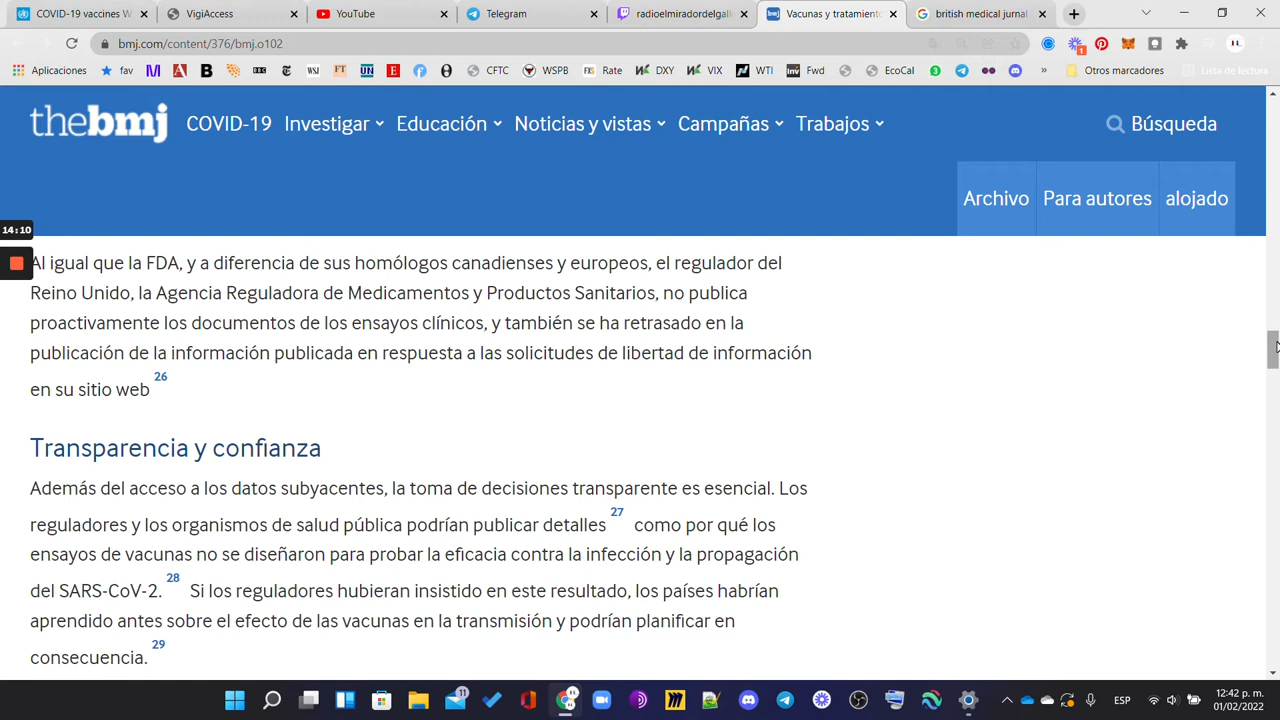 COVID-19 vaccines W
VigiAccess
YouTube
Telegram
radioelmiradordelgall
Vacunas y tratamiento
british medical jurnal
bmj.com/content/376/bmj.o102
Aplicaciones
fav
CFTC
WSPB
Rate
DXY
VIX
WTI
Fwd
EcoCal
Otros marcadores
Lista de lectura
thebmj
COVID-19
Investigar
Educación
Noticias y vistas
Campañas
Trabajos
Búsqueda
Archivo
Para autores
alojado
14:10
Al igual que la FDA, y a diferencia de sus homólogos canadienses y europeos, el regulador del
Reino Unido, la Agencia Reguladora de Medicamentos y Productos Sanitarios, no publica
proactivamente los documentos de los ensayos clínicos, y también se ha retrasado en la
publicación de la información publicada en respuesta a las solicitudes de libertad de información
en su sitio web 26
Transparencia y confianza
Además del acceso a los datos subyacentes, la toma de decisiones transparente es esencial. Los
reguladores y los organismos de salud pública podrían publicar detalles 27 como por qué los
ensayos de vacunas no se diseñaron para probar la eficacia contra la infección y la propagación
del SARS-CoV-2. 28 Si los reguladores hubieran insistido en este resultado, los países habrían
aprendido antes sobre el efecto de las vacunas en la transmisión y podrían planificar en
consecuencia. 29
11
ESP
12:42 p. m.
01/02/2022